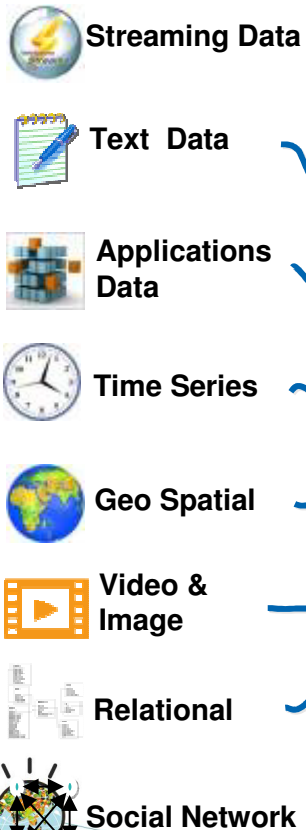 Streaming Data
Text Data
Applications
Data
Time Series
Geo Spatial
Video &
Image
Relational
Social Network